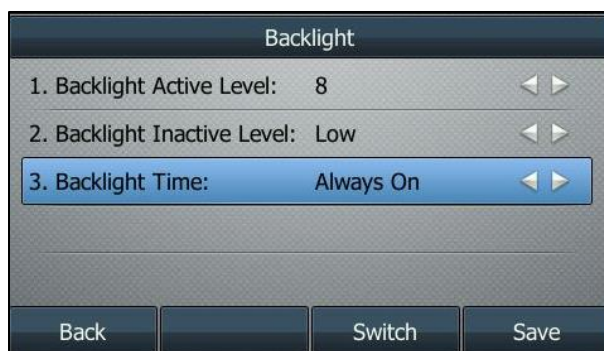 Backlight
1. Backlight Active Level: 8
2. Backlight Inactive Level: Low
3. Backlight Time: Always On
Back Switch Save